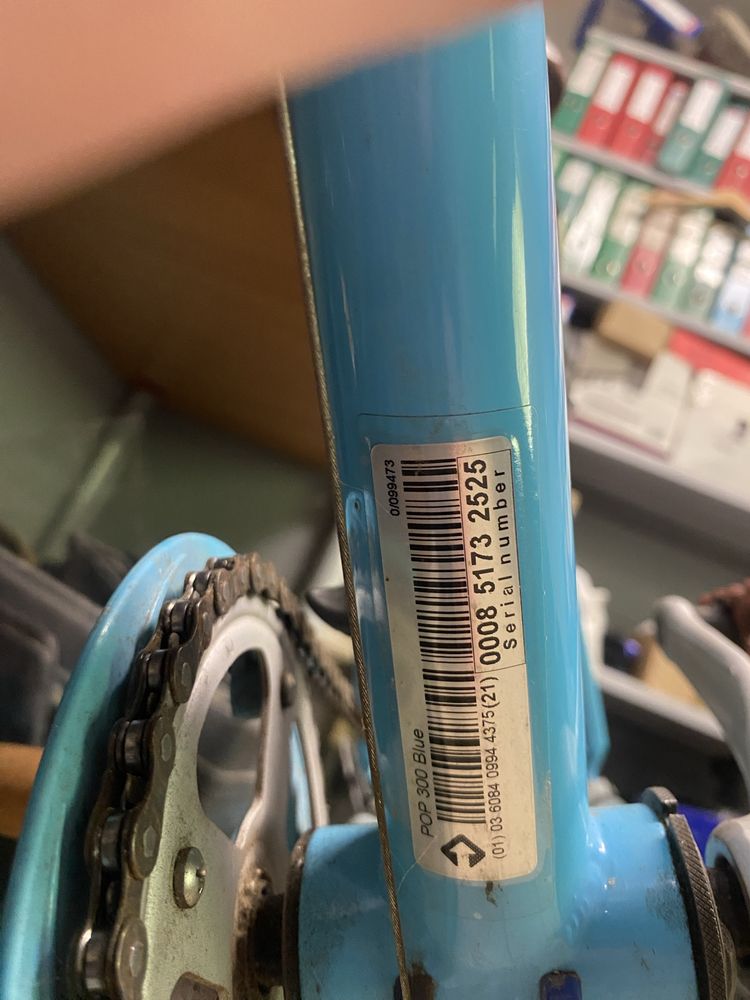 0/099473
0008 5173 2525
Serial number
POP 300 Blue
(01) 03 6084 0994 4375 (21)